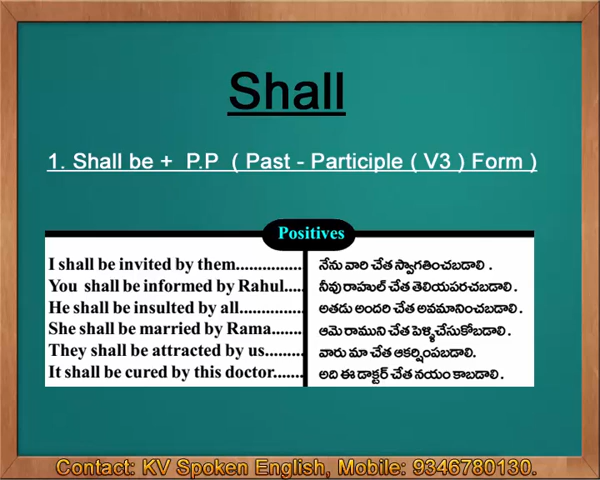 Shall
1. Shall be + P.P ( Past - Participle ( V3 ) Form )
Positives
I shall be invited by them................ నేను వారి చేత స్వాగతించబడాలి .
You shall be informed by Rahul..... నీవు రాహుల్ చేత తెలియపరచబడాలి .
He shall be insulted by all............... అతడు అందరి చేత అవమానించబడాలి .
She shall be married by Rama....... ఆమె రాముని చేత పెళ్ళిచేసుకోబడాలి .
They shall be attracted by us......... వారు మా చేత ఆకర్షింపబడాలి.
It shall be cured by this doctor....... అది ఈ డాక్టర్ చేత నయం కాబడాలి .
Contact: KV Spoken English, Mobile: 9346780130.